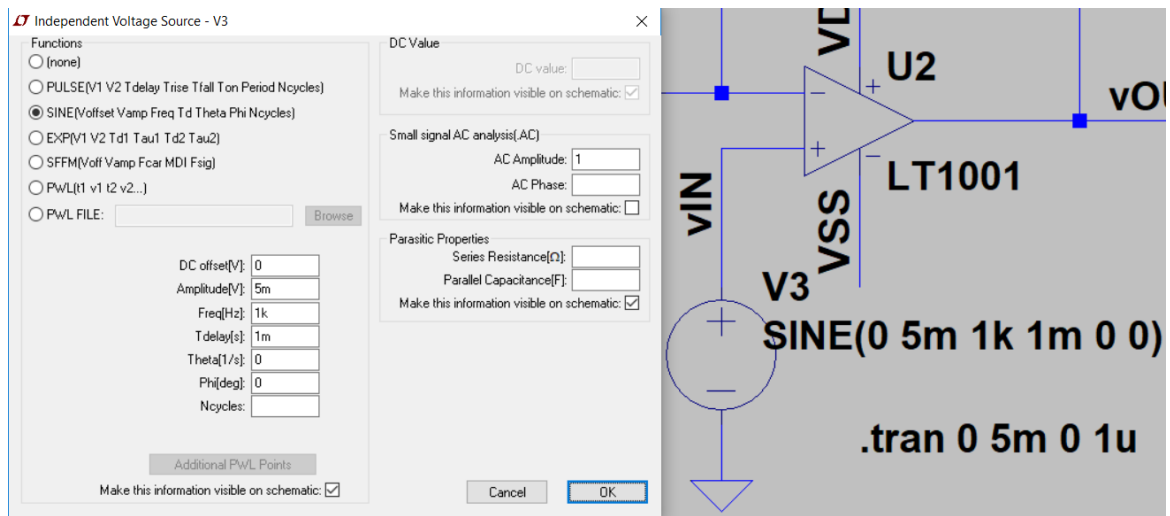 Independent Voltage Source - V3
Functions
(none)
PULSE(V1 V2 Tdelay Trise Tfall Ton Period Ncycles)
SINE(Voffset Vamp Freq Td Theta Phi Ncycles)
EXP(V1 V2 Td1 Tau1 Td2 Tau2)
SFFM(Voff Vamp Fcar MDI Fsig)
PWL(t1 v1 t2 v2...)
PWL FILE: Browse
DC offset[V]: 0
Amplitude[V]: 5m
Freq[Hz]: 1k
Tdelay[s]: 1m
Theta[1/s]: 0
Phi[deg]: 0
Ncycles:
Additional PWL Points
Make this information visible on schematic:
DC Value
DC value:
Make this information visible on schematic:
Small signal AC analysis(.AC)
AC Amplitude: 1
AC Phase:
Make this information visible on schematic:
Parasitic Properties
Series Resistance[Ω]:
Parallel Capacitance[F]:
Make this information visible on schematic:
Cancel OK
VD
U2
vOU
LT1001
vIN
VSS
V3
SINE(0 5m 1k 1m 0 0)
.tran 0 5m 0 1u